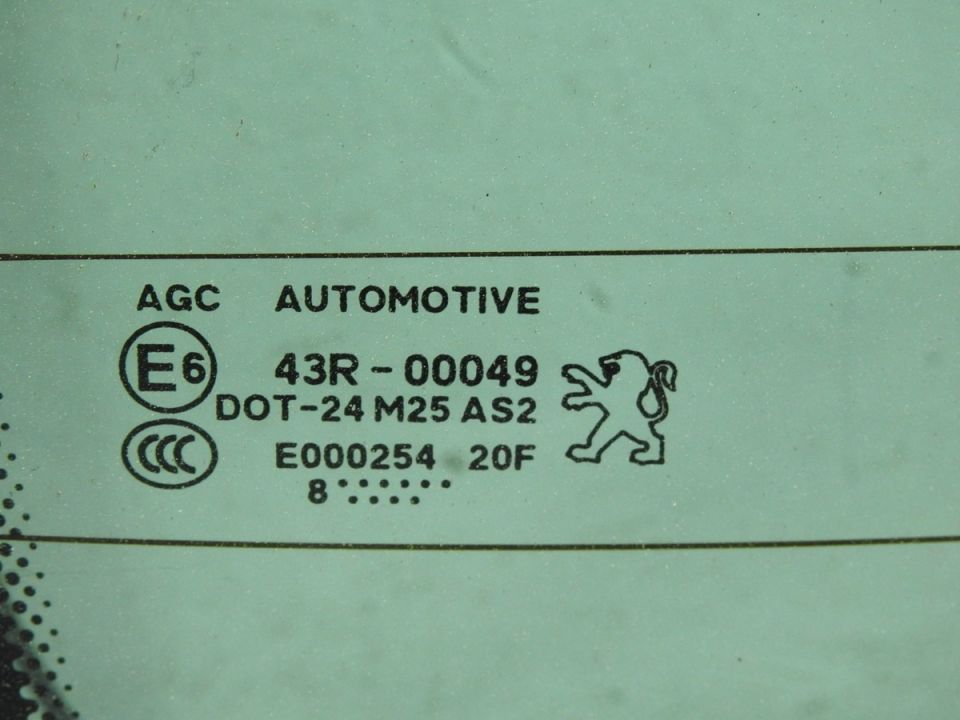 AGC AUTOMOTIVE
E6 43R-00049
DOT-24 M25 AS2
CCC E000254 20F
8